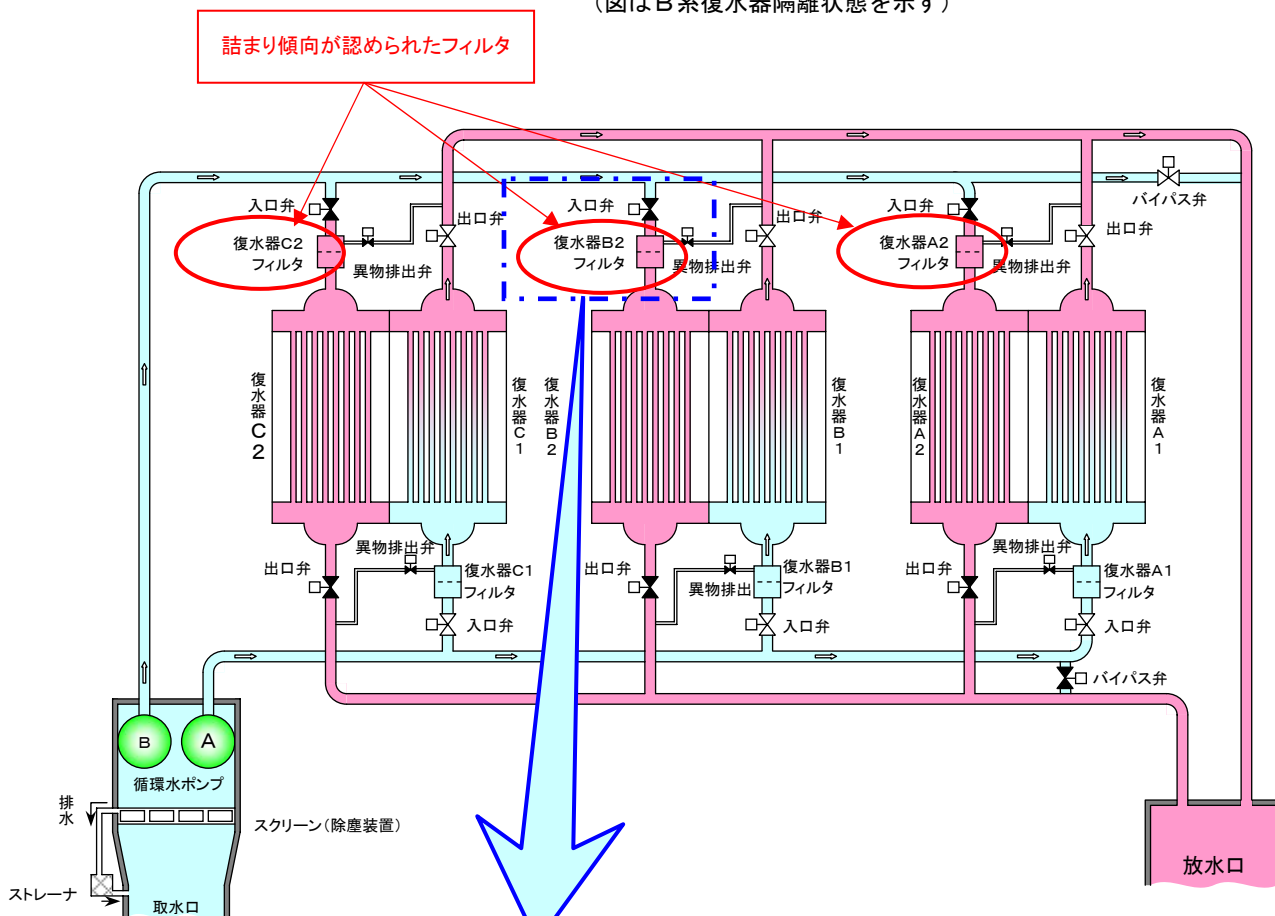 (図はB系復水器隔離状態を示す)
詰まり傾向が認められたフィルタ
入口弁
出口弁
入口弁
出口弁
入口弁
出口弁
バイパス弁
復水器C2
フィルタ
異物排出弁
復水器B2
フィルタ
異物排出弁
復水器A2
フィルタ
異物排出弁
復水器C2
復水器C1
復水器B2
復水器B1
復水器A2
復水器A1
異物排出弁
出口弁
復水器C1
フィルタ
入口弁
出口弁
異物排出
復水器B1
フィルタ
入口弁
異物排出弁
出口弁
復水器A1
フィルタ
入口弁
バイパス弁
B
A
循環水ポンプ
排水
スクリーン(除塵装置)
ストレーナ
取水口
放水口